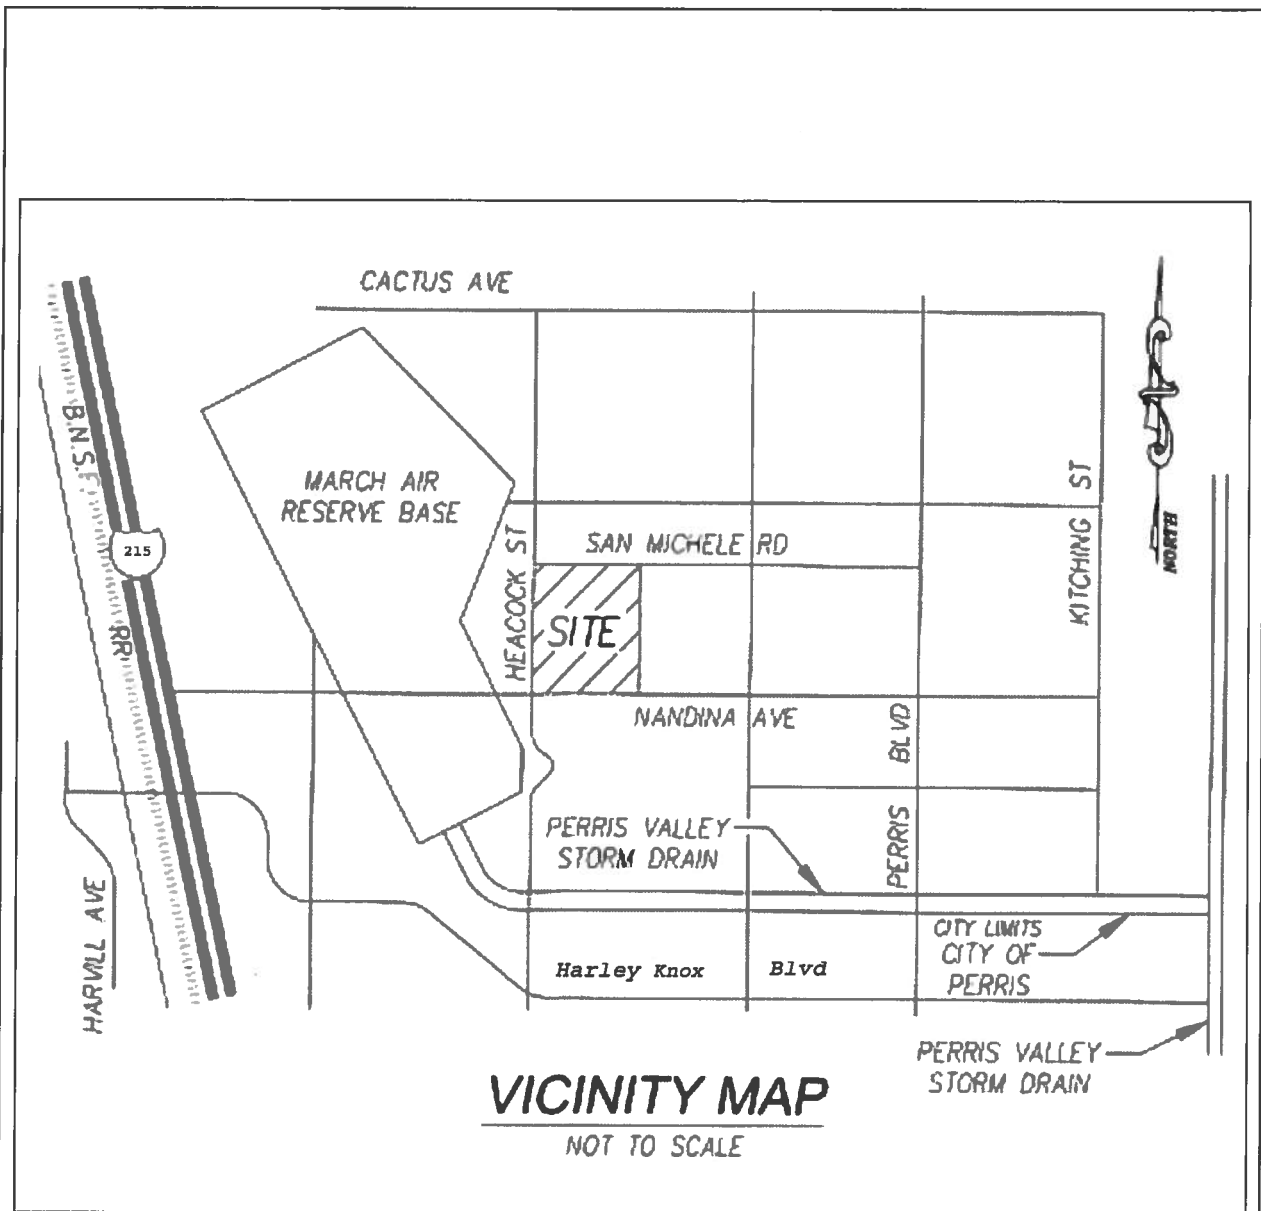 CACTUS AVE
B.N.S.F.
RR
215
MARCH AIR
RESERVE BASE
HEACOCK ST
SAN MICHELE RD
SITE
KITCHING ST
NORTH
NANDINA AVE
PERRIS BLVD
PERRIS VALLEY
STORM DRAIN
HARVILL AVE
Harley Knox Blvd
CITY LIMITS
CITY OF
PERRIS
PERRIS VALLEY
STORM DRAIN
VICINITY MAP
NOT TO SCALE